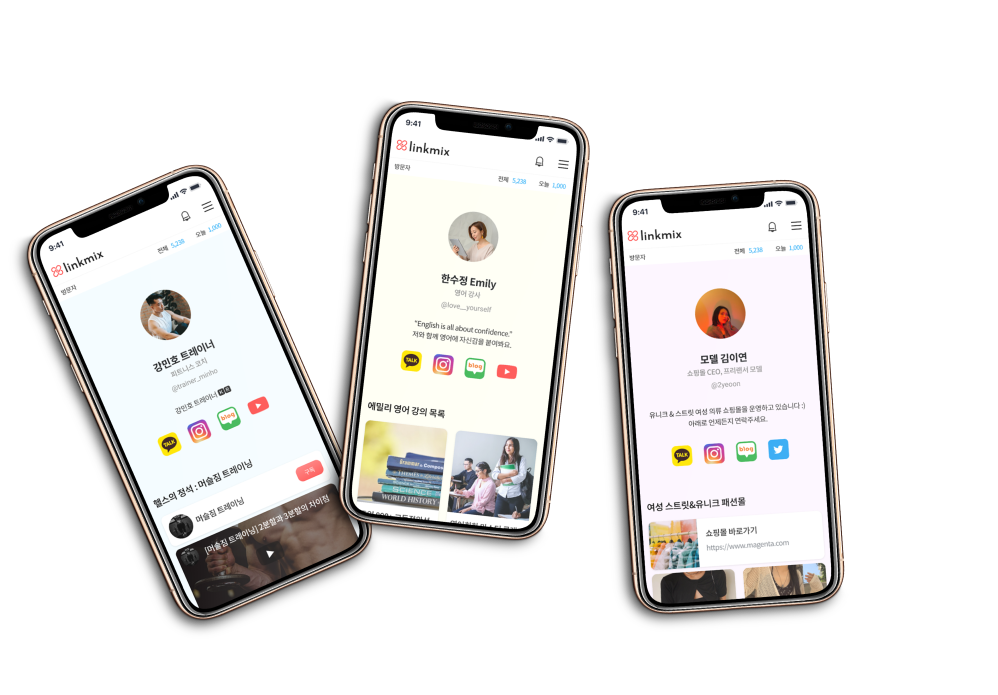 9:41
linkmix
방문자
전체 5,238 오늘 1,000
강민호 트레이너
피트니스 코치
@trainer_minho
강민호 트레이너
TALK
blog
헬스의 정석 : 머슬짐 트레이닝
머슬짐 트레이닝
구독
[머슬짐 트레이닝] 2분할과 3분할의 차이점
9:41
linkmix
방문자
전체 5,238 오늘 1,000
한수정 Emily
영어 강사
@love__yourself
"English is all about confidence."
저와 함께 영어에 자신감을 붙여봐요.
TALK
blog
에밀리 영어 강의 목록
WORLD HISTORY
9:41
linkmix
방문자
전체 5,238 오늘 1,000
모델 김이연
쇼핑몰 CEO, 프리랜서 모델
@2yeoon
유니크 & 스트릿 여성 의류 쇼핑몰을 운영하고 있습니다 :)
아래로 언제든지 연락주세요.
TALK
blog
여성 스트릿&유니크 패션몰
쇼핑몰 바로가기
https://www.magenta.com